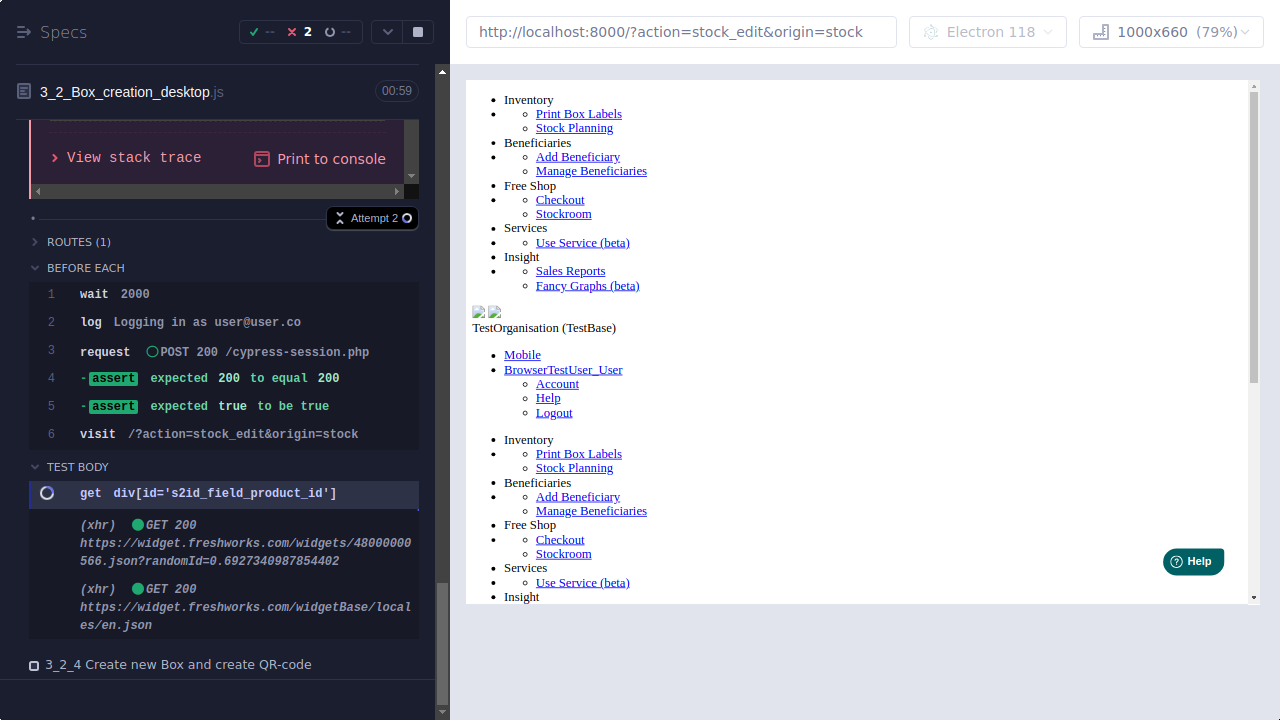 Specs
--
2
--
3_2_Box_creation_desktop.js
00:59
View stack trace
Print to console
Attempt 2
ROUTES (1)
BEFORE EACH
1 wait 2000
2 log Logging in as user@user.co
3 request POST 200 /cypress-session.php
4 -assert expected 200 to equal 200
5 -assert expected true to be true
6 visit /?action=stock_edit&origin=stock
TEST BODY
get div[id='s2id_field_product_id']
(xhr) GET 200
https://widget.freshworks.com/widgets/48000000
566.json?randomId=0.6927340987854402
(xhr) GET 200
https://widget.freshworks.com/widgetBase/local
es/en.json
3_2_4 Create new Box and create QR-code
http://localhost:8000/?action=stock_edit&origin=stock
Electron 118
1000x660 (79%)
Inventory
Print Box Labels
Stock Planning
Beneficiaries
Add Beneficiary
Manage Beneficiaries
Free Shop
Checkout
Stockroom
Services
Use Service (beta)
Insight
Sales Reports
Fancy Graphs (beta)
TestOrganisation (TestBase)
Mobile
BrowserTestUser_User
Account
Help
Logout
Inventory
Print Box Labels
Stock Planning
Beneficiaries
Add Beneficiary
Manage Beneficiaries
Free Shop
Checkout
Stockroom
Services
Use Service (beta)
Insight
Help